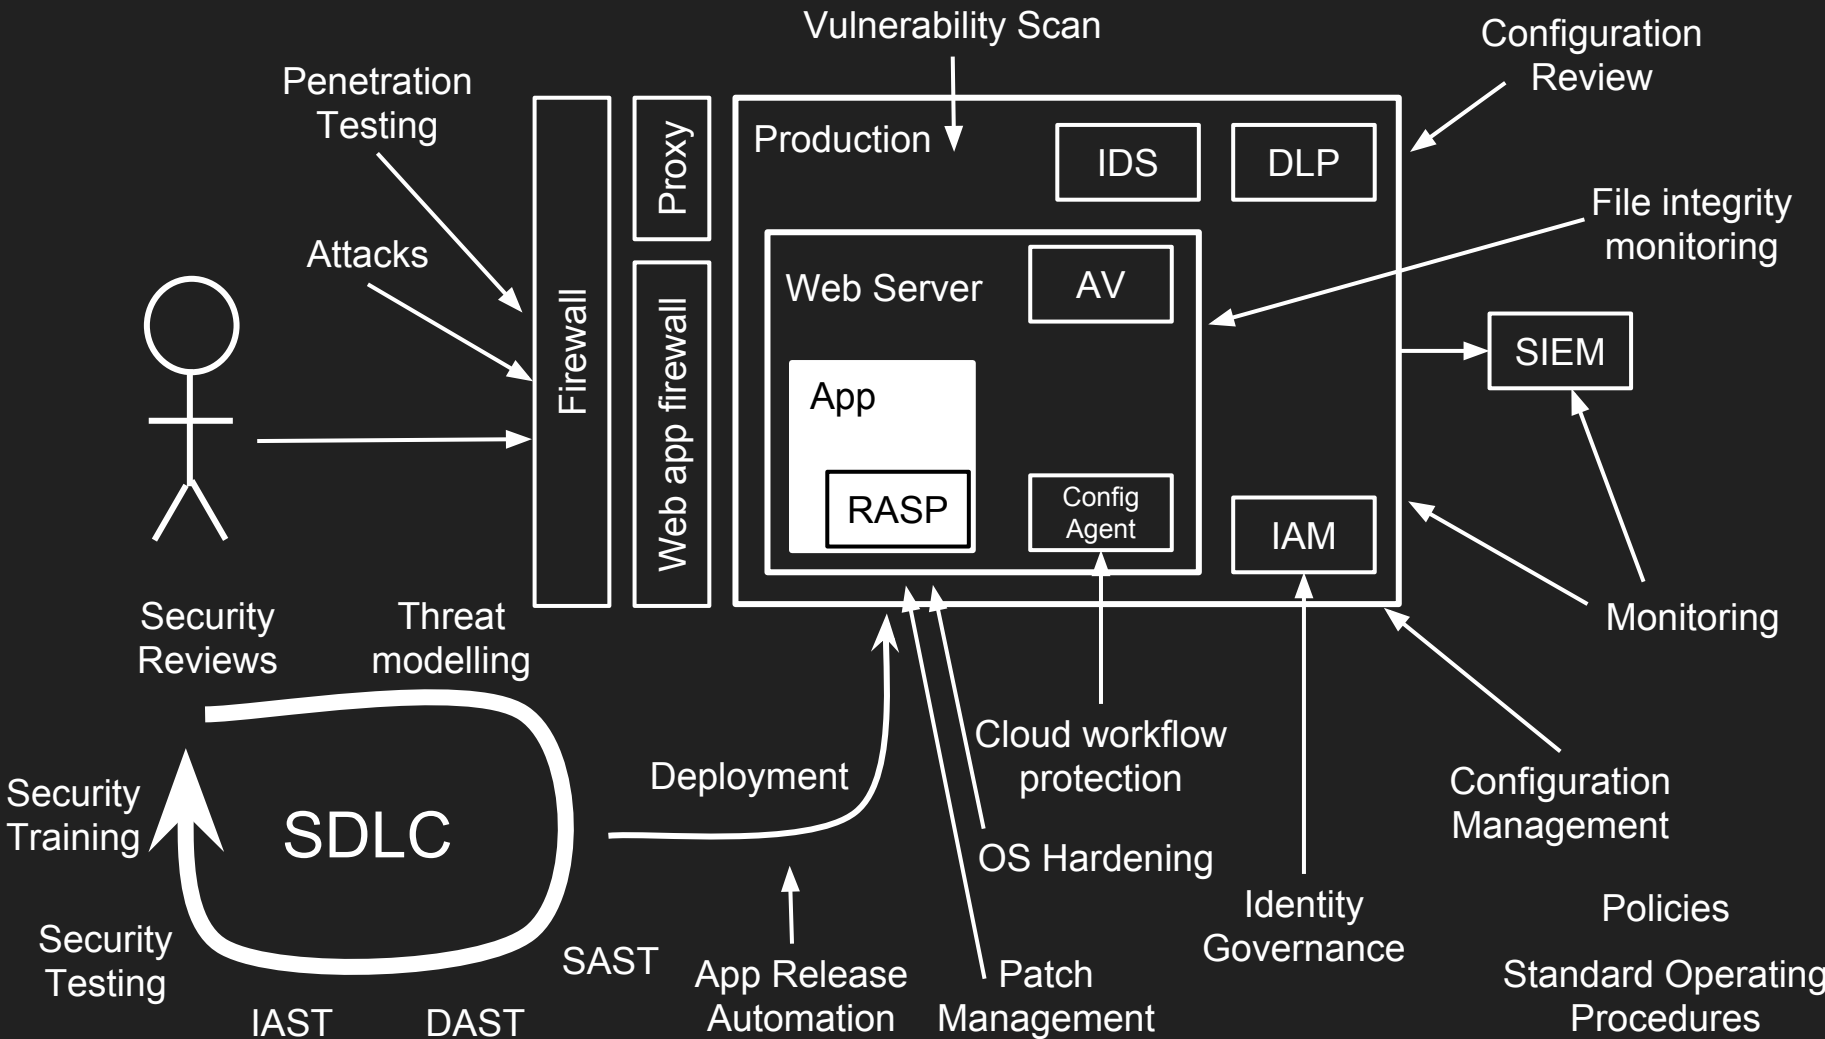 Vulnerability Scan
Configuration
Review
Penetration
Testing
Proxy
Production
IDS
DLP
File integrity
monitoring
Attacks
Firewall
Web app firewall
Web Server
AV
SIEM
App
RASP
Config
Agent
IAM
Security
Reviews
Threat
modelling
Monitoring
Cloud workflow
protection
Deployment
Configuration
Management
Security
Training
SDLC
OS Hardening
Identity
Governance
Policies
Security
Testing
SAST
App Release
Automation
Patch
Management
Standard Operating
Procedures
IAST
DAST